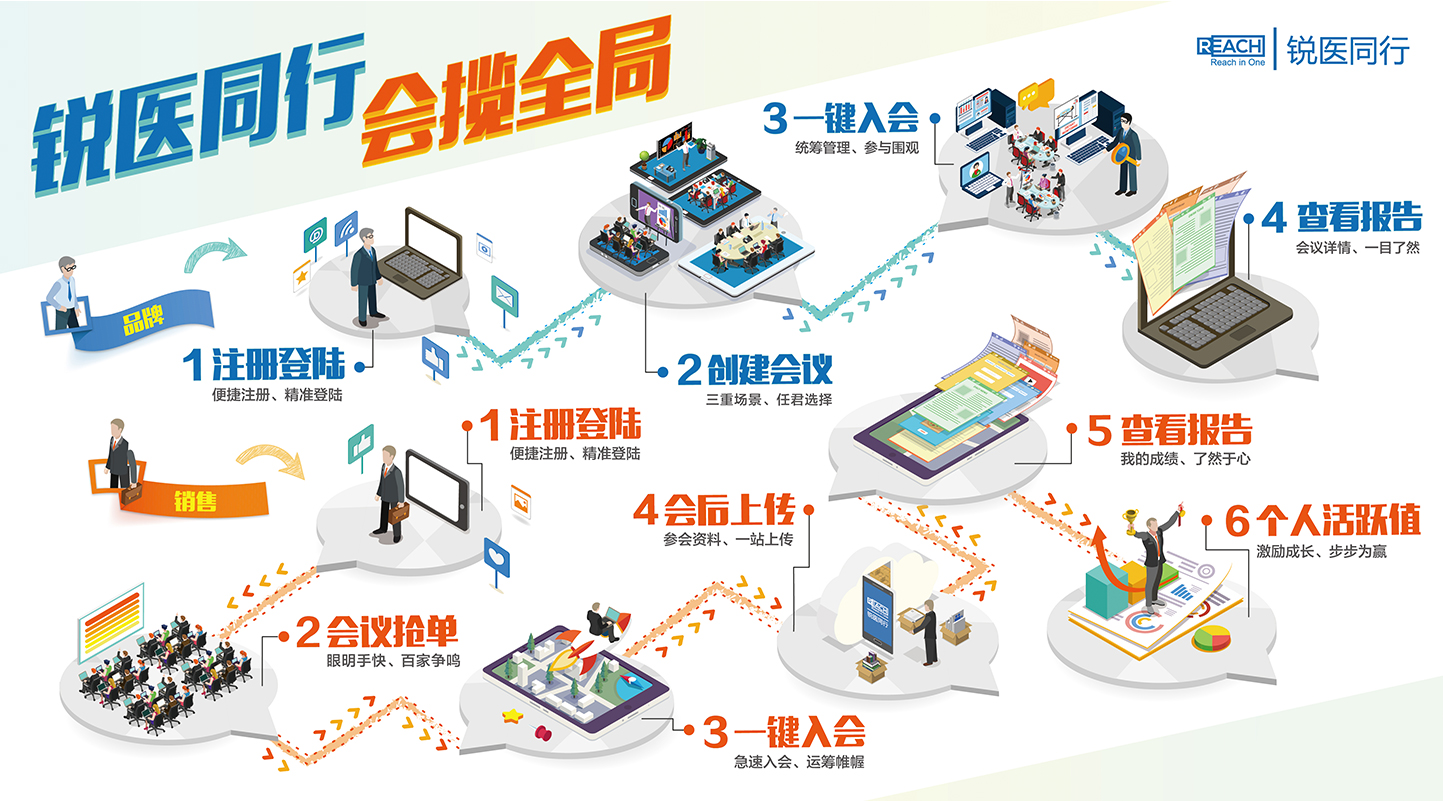 锐医同行
会揽全局
REACH
Reach in One
锐医同行
品牌
1 注册登陆
便捷注册、精准登陆
2 创建会议
三重场景、任君选择
3 一键入会
统筹管理、参与围观
4 查看报告
会议详情、一目了然
销售
1 注册登陆
便捷注册、精准登陆
2 会议抢单
眼明手快、百家争鸣
3 一键入会
急速入会、运筹帷幄
4 会后上传
参会资料、一站上传
REACH
锐医同行
5 查看报告
我的成绩、了然于心
6 个人活跃值
激励成长、步步为赢